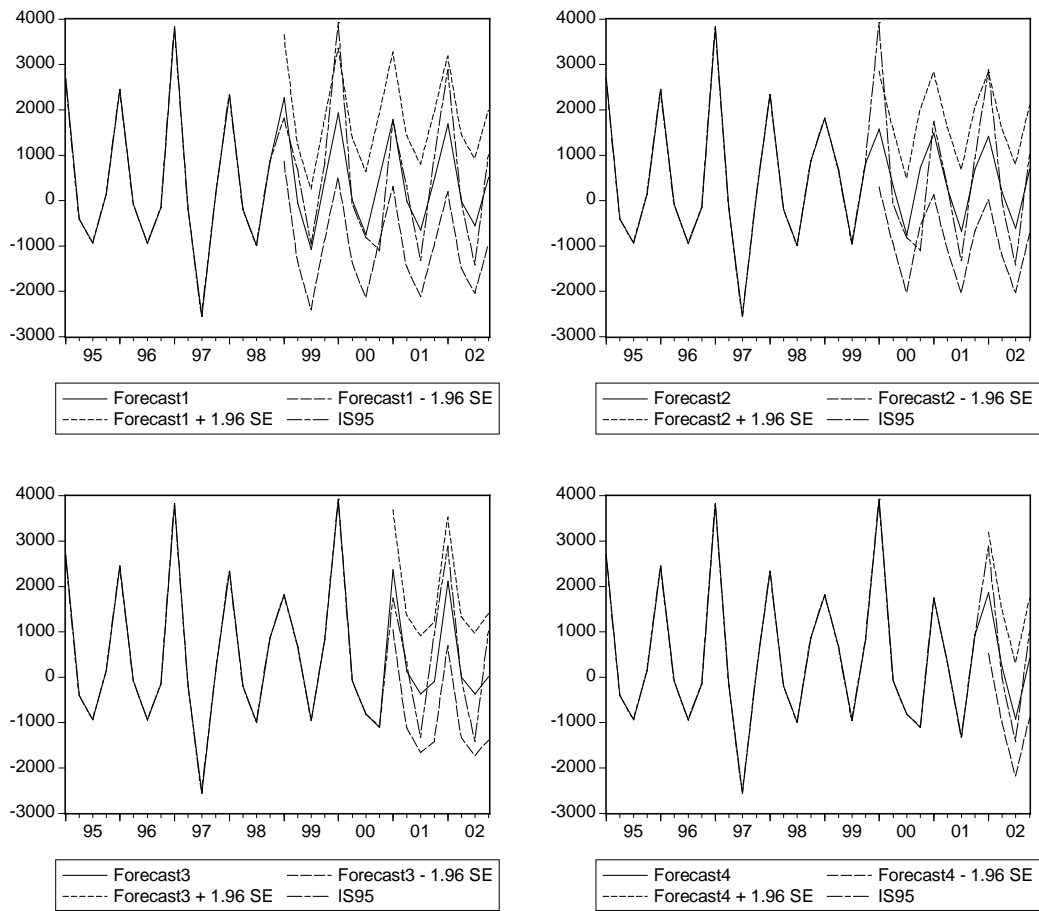 4000
3000
2000
1000
0
-1000
-2000
-3000
95 96 97 98 99 00 01 02
Forecast1 Forecast1 - 1.96 SE
Forecast1 + 1.96 SE IS95
4000
3000
2000
1000
0
-1000
-2000
-3000
95 96 97 98 99 00 01 02
Forecast2 Forecast2 - 1.96 SE
Forecast2 + 1.96 SE IS95
4000
3000
2000
1000
0
-1000
-2000
-3000
95 96 97 98 99 00 01 02
Forecast3 Forecast3 - 1.96 SE
Forecast3 + 1.96 SE IS95
4000
3000
2000
1000
0
-1000
-2000
-3000
95 96 97 98 99 00 01 02
Forecast4 Forecast4 - 1.96 SE
Forecast4 + 1.96 SE IS95